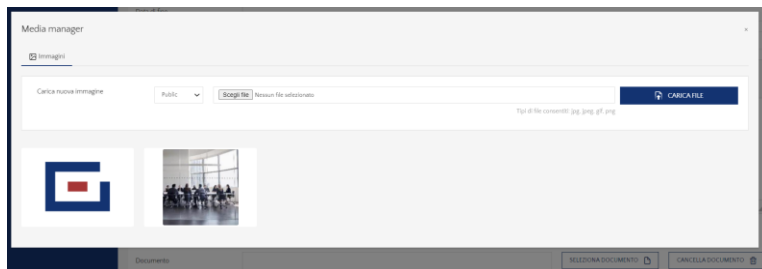 Media manager
×
Immagini
Carica nuova immagine
Public
Scegli file Nessun file selezionato
CARICA FILE
Tipi di file consentiti: jpg, jpeg, gif, png
Documento
SELEZIONA DOCUMENTO
CANCELLA DOCUMENTO